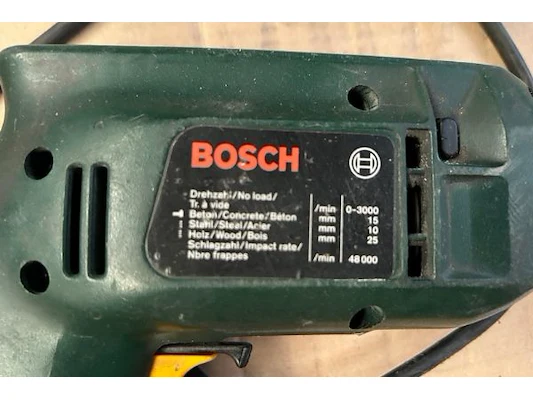 BOSCH
Drehzahl/No load/
Tr. à vide /min 0-3000
Beton/Concrete/Béton mm 15
Stahl/Steel/Acier mm 10
Holz/Wood/Bois mm 25
Schlagzahl/Impact rate/
Nbre frappes /min 48 000